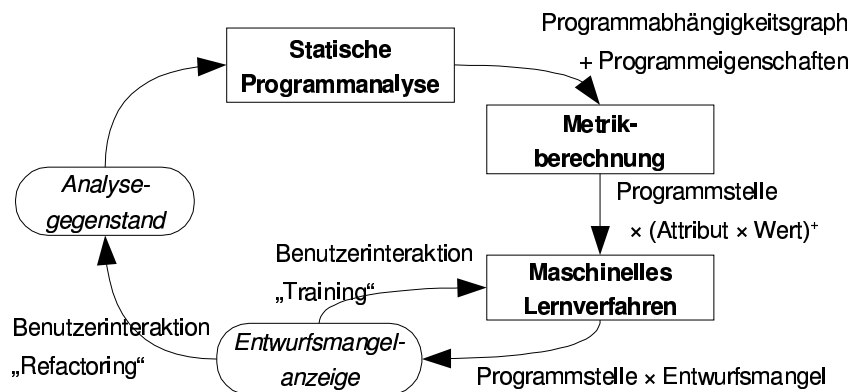 Programmabhängigkeitsgraph
+ Programmeigenschaften
Statische
Programmanalyse
Metrik-
berechnung
Programmstelle
× (Attribut × Wert)⁺
Analyse-
gegenstand
Benutzerinteraktion
„Training“
Maschinelles
Lernverfahren
Benutzerinteraktion
„Refactoring“
Entwurfsmangel-
anzeige
Programmstelle × Entwurfsmangel